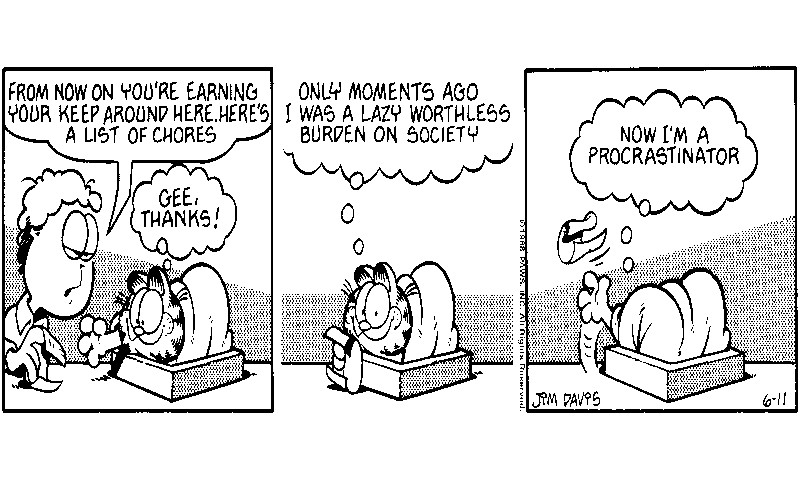 FROM NOW ON YOU'RE EARNING
YOUR KEEP AROUND HERE. HERE'S
A LIST OF CHORES
GEE,
THANKS!
ONLY MOMENTS AGO
I WAS A LAZY WORTHLESS
BURDEN ON SOCIETY
NOW I'M A
PROCRASTINATOR
JIM DAVIS
6-11